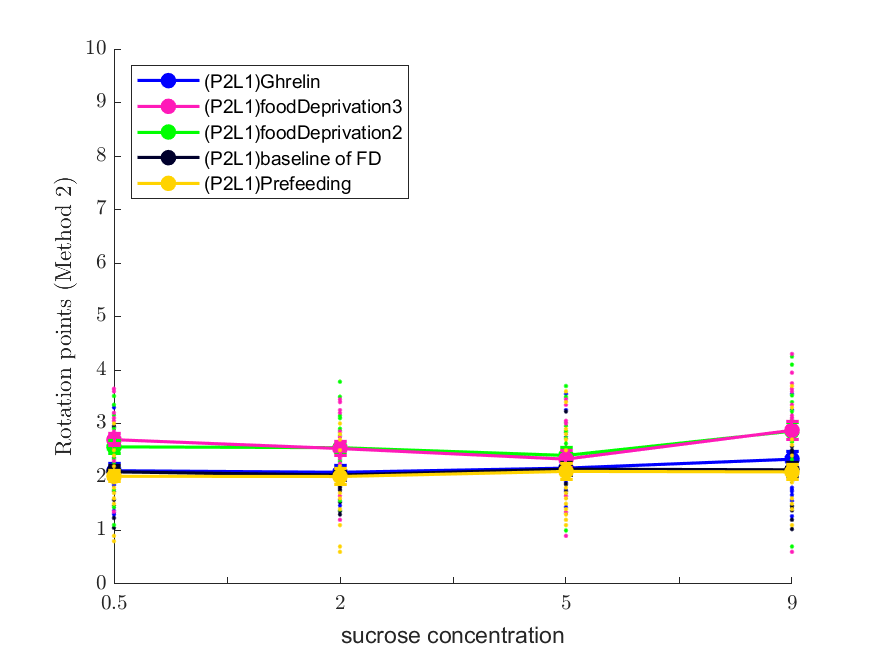 10
9
8
7
6
5
4
3
2
1
0
Rotation points (Method 2)
(P2L1)Ghrelin
(P2L1)foodDeprivation3
(P2L1)foodDeprivation2
(P2L1)baseline of FD
(P2L1)Prefeeding
0.5 2 5 9
sucrose concentration